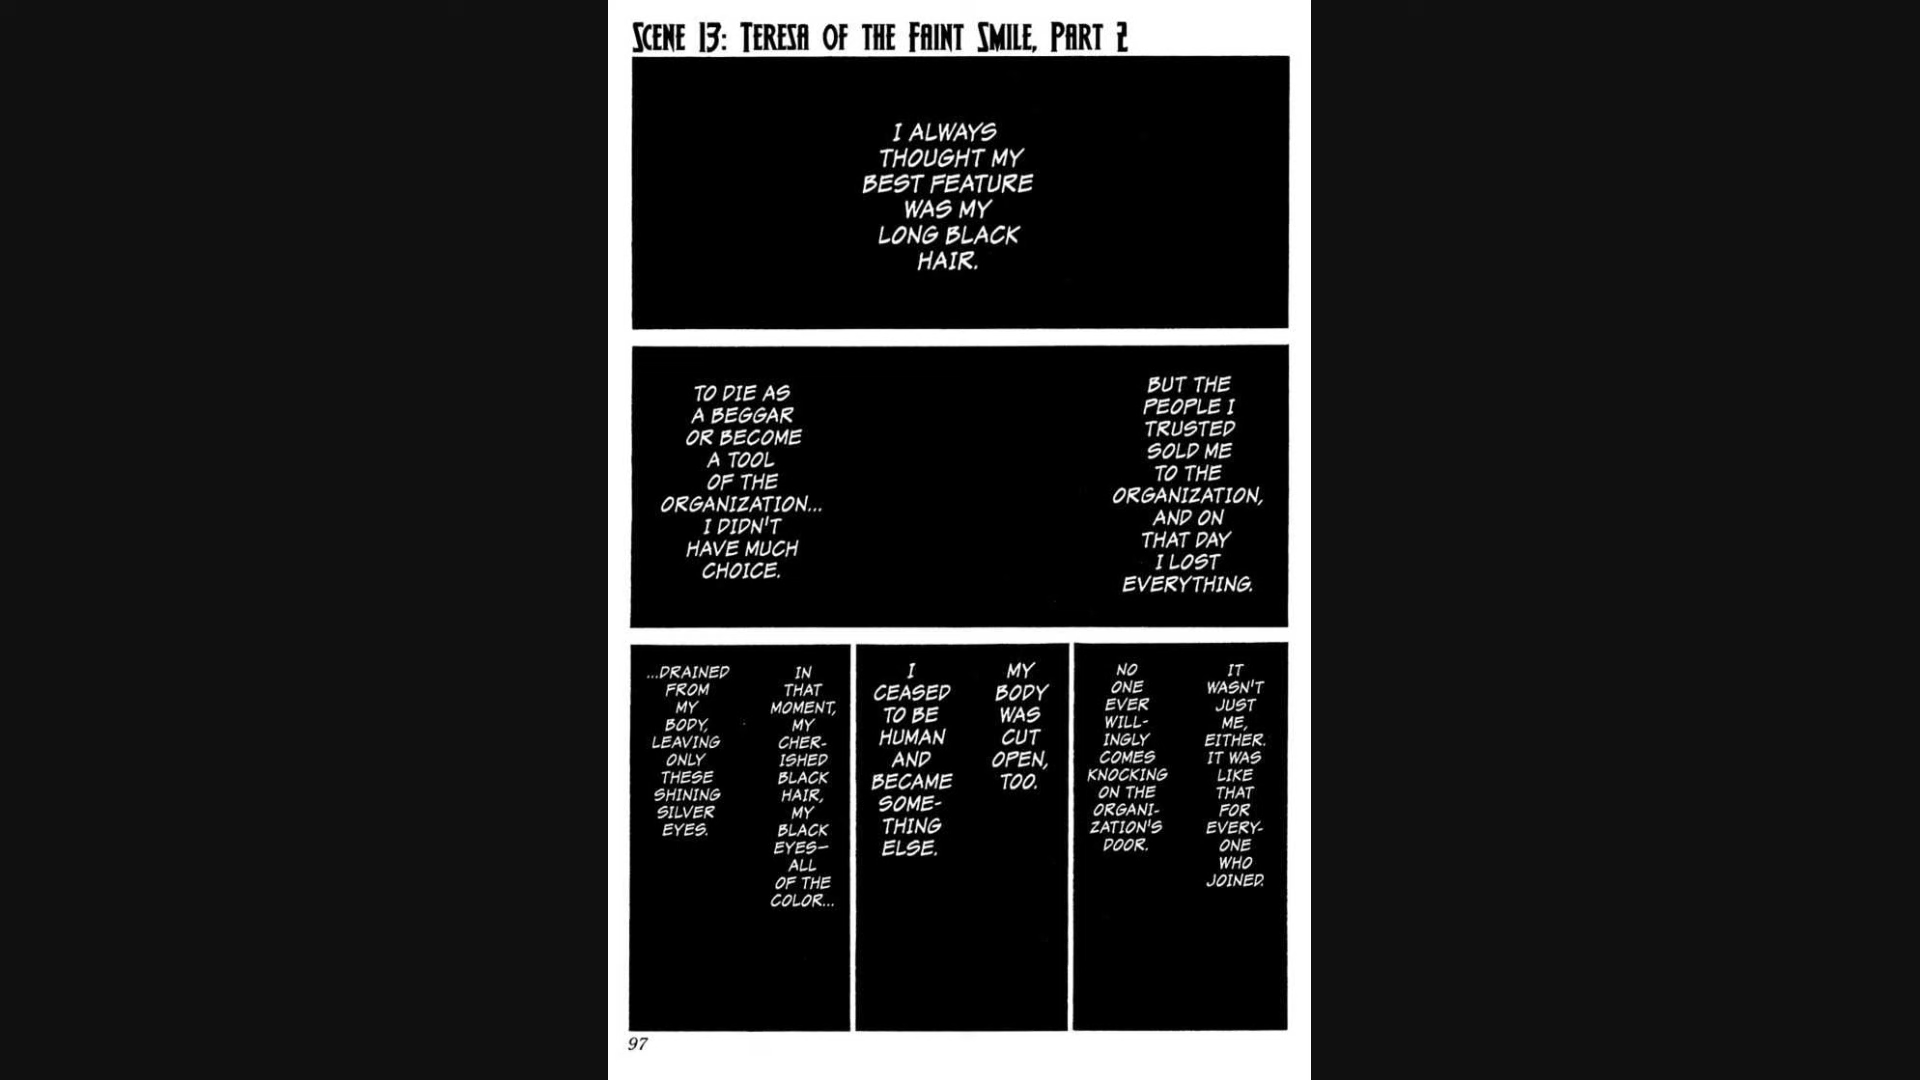 SCENE 13: TERESA OF THE FAINT SMILE, PART 2
I ALWAYS
THOUGHT MY
BEST FEATURE
WAS MY
LONG BLACK
HAIR.
BUT THE
PEOPLE I
TRUSTED
SOLD ME
TO THE
ORGANIZATION,
AND ON
THAT DAY
I LOST
EVERYTHING.
TO DIE AS
A BEGGAR
OR BECOME
A TOOL
OF THE
ORGANIZATION...
I DIDN'T
HAVE MUCH
CHOICE.
IT
WASN'T
JUST
ME,
EITHER.
IT WAS
LIKE
THAT
FOR
EVERY-
ONE
WHO
JOINED.
NO
ONE
EVER
WILL-
INGLY
COMES
KNOCKING
ON THE
ORGANI-
ZATION'S
DOOR.
MY
BODY
WAS
CUT
OPEN,
TOO.
I
CEASED
TO BE
HUMAN
AND
BECAME
SOME-
THING
ELSE.
IN
THAT
MOMENT,
MY
CHER-
ISHED
BLACK
HAIR,
MY
BLACK
EYES—
ALL
OF THE
COLOR...
...DRAINED
FROM
MY
BODY,
LEAVING
ONLY
THESE
SHINING
SILVER
EYES.
97